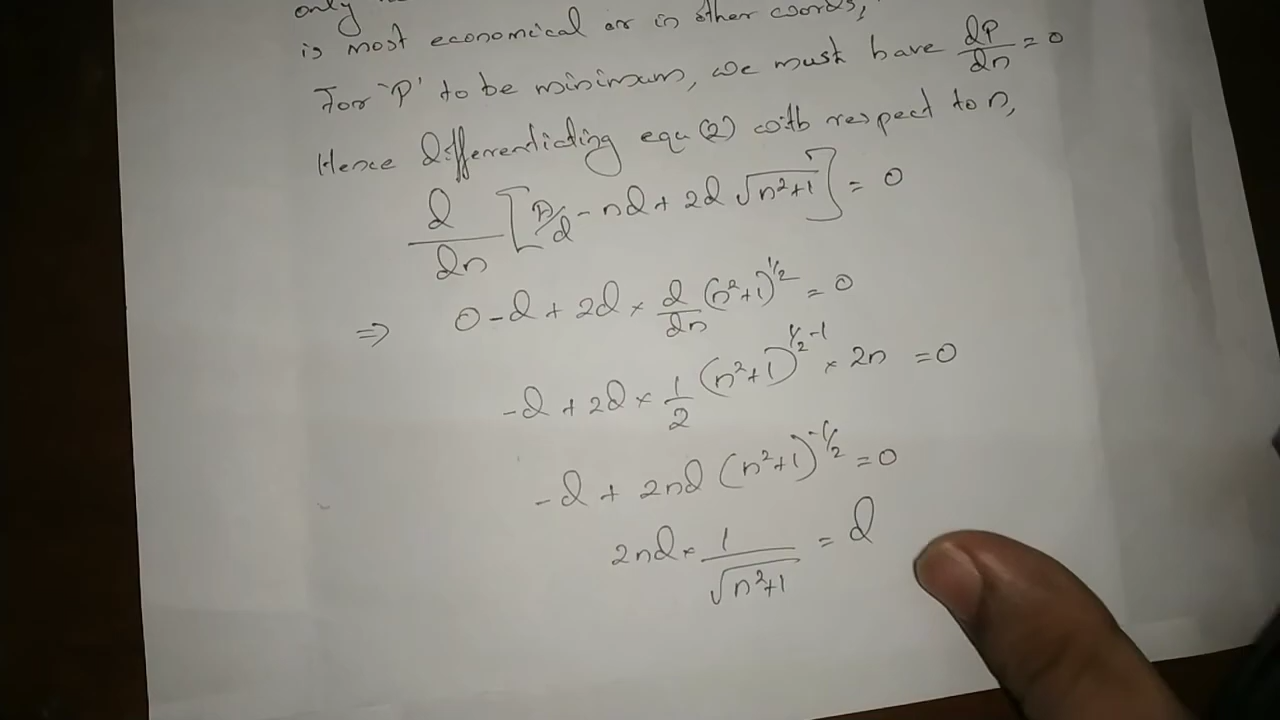 only
is most economical or in other words,
For 'P' to be minimum, we must have dP/dn = 0
Hence differentiating equ (2) with respect to n,
d/dn [A/d - nd + 2d √(n²+1)] = 0
⇒ 0 - d + 2d × d/dn (n²+1)^1/2 = 0
-d + 2d × 1/2 (n²+1)^1/2-1 × 2n = 0
-d + 2nd (n²+1)^-1/2 = 0
2nd × 1/√(n²+1) = d